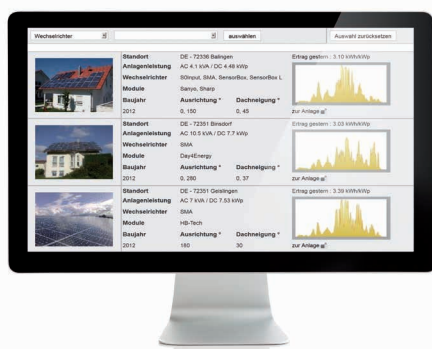 Wechselrichter auswählen Auswahl zurücksetzen
Standort DE - 72336 Balingen Ertrag gestern : 3.10 kWh/kWp
Anlagenleistung AC 4.1 kVA / DC 4.48 kWp
Wechselrichter S0Input, SMA, SensorBox, SensorBox L
Module Sanyo, Sharp
Baujahr Ausrichtung * Dachneigung *
2012 0, 150 0, 45 zur Anlage
Standort DE - 72351 Binsdorf Ertrag gestern : 3.03 kWh/kWp
Anlagenleistung AC 10.5 kVA / DC 7.7 kWp
Wechselrichter SMA
Module Day4Energy
Baujahr Ausrichtung * Dachneigung *
2012 0, 280 0, 37 zur Anlage
Standort DE - 72351 Geislingen Ertrag gestern : 3.39 kWh/kWp
Anlagenleistung AC 7 kVA / DC 7.53 kWp
Wechselrichter SMA
Module HB-Tech
Baujahr Ausrichtung * Dachneigung *
2012 180 30 zur Anlage